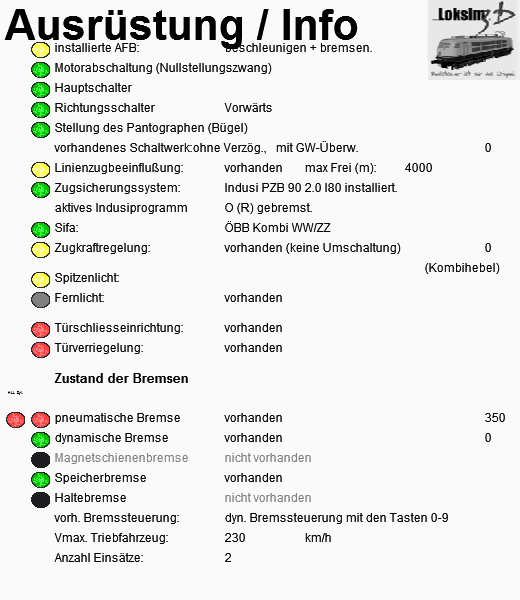 Ausrüstung / Info
Loksim 3D
installierte AFB: beschleunigen + bremsen.
Motorabschaltung (Nullstellungszwang)
Hauptschalter
Richtungsschalter Vorwärts
Stellung des Pantographen (Bügel)
vorhandenes Schaltwerk:ohne Verzög., mit GW-Überw. 0
Linienzugbeeinflußung: vorhanden max Frei (m): 4000
Zugsicherungssystem: Indusi PZB 90 2.0 I80 installiert.
aktives Indusiprogramm O (R) gebremst.
Sifa: ÖBB Kombi WW/ZZ
Zugkraftregelung: vorhanden (keine Umschaltung) 0
(Kombihebel)
Spitzenlicht:
Fernlicht: vorhanden
Türschliesseinrichtung: vorhanden
Türverriegelung: vorhanden
Zustand der Bremsen
pneumatische Bremse vorhanden 350
dynamische Bremse vorhanden 0
Magnetschienenbremse nicht vorhanden
Speicherbremse vorhanden
Haltebremse nicht vorhanden
vorh. Bremssteuerung: dyn. Bremssteuerung mit den Tasten 0-9
Vmax. Triebfahrzeug: 230 km/h
Anzahl Einsätze: 2